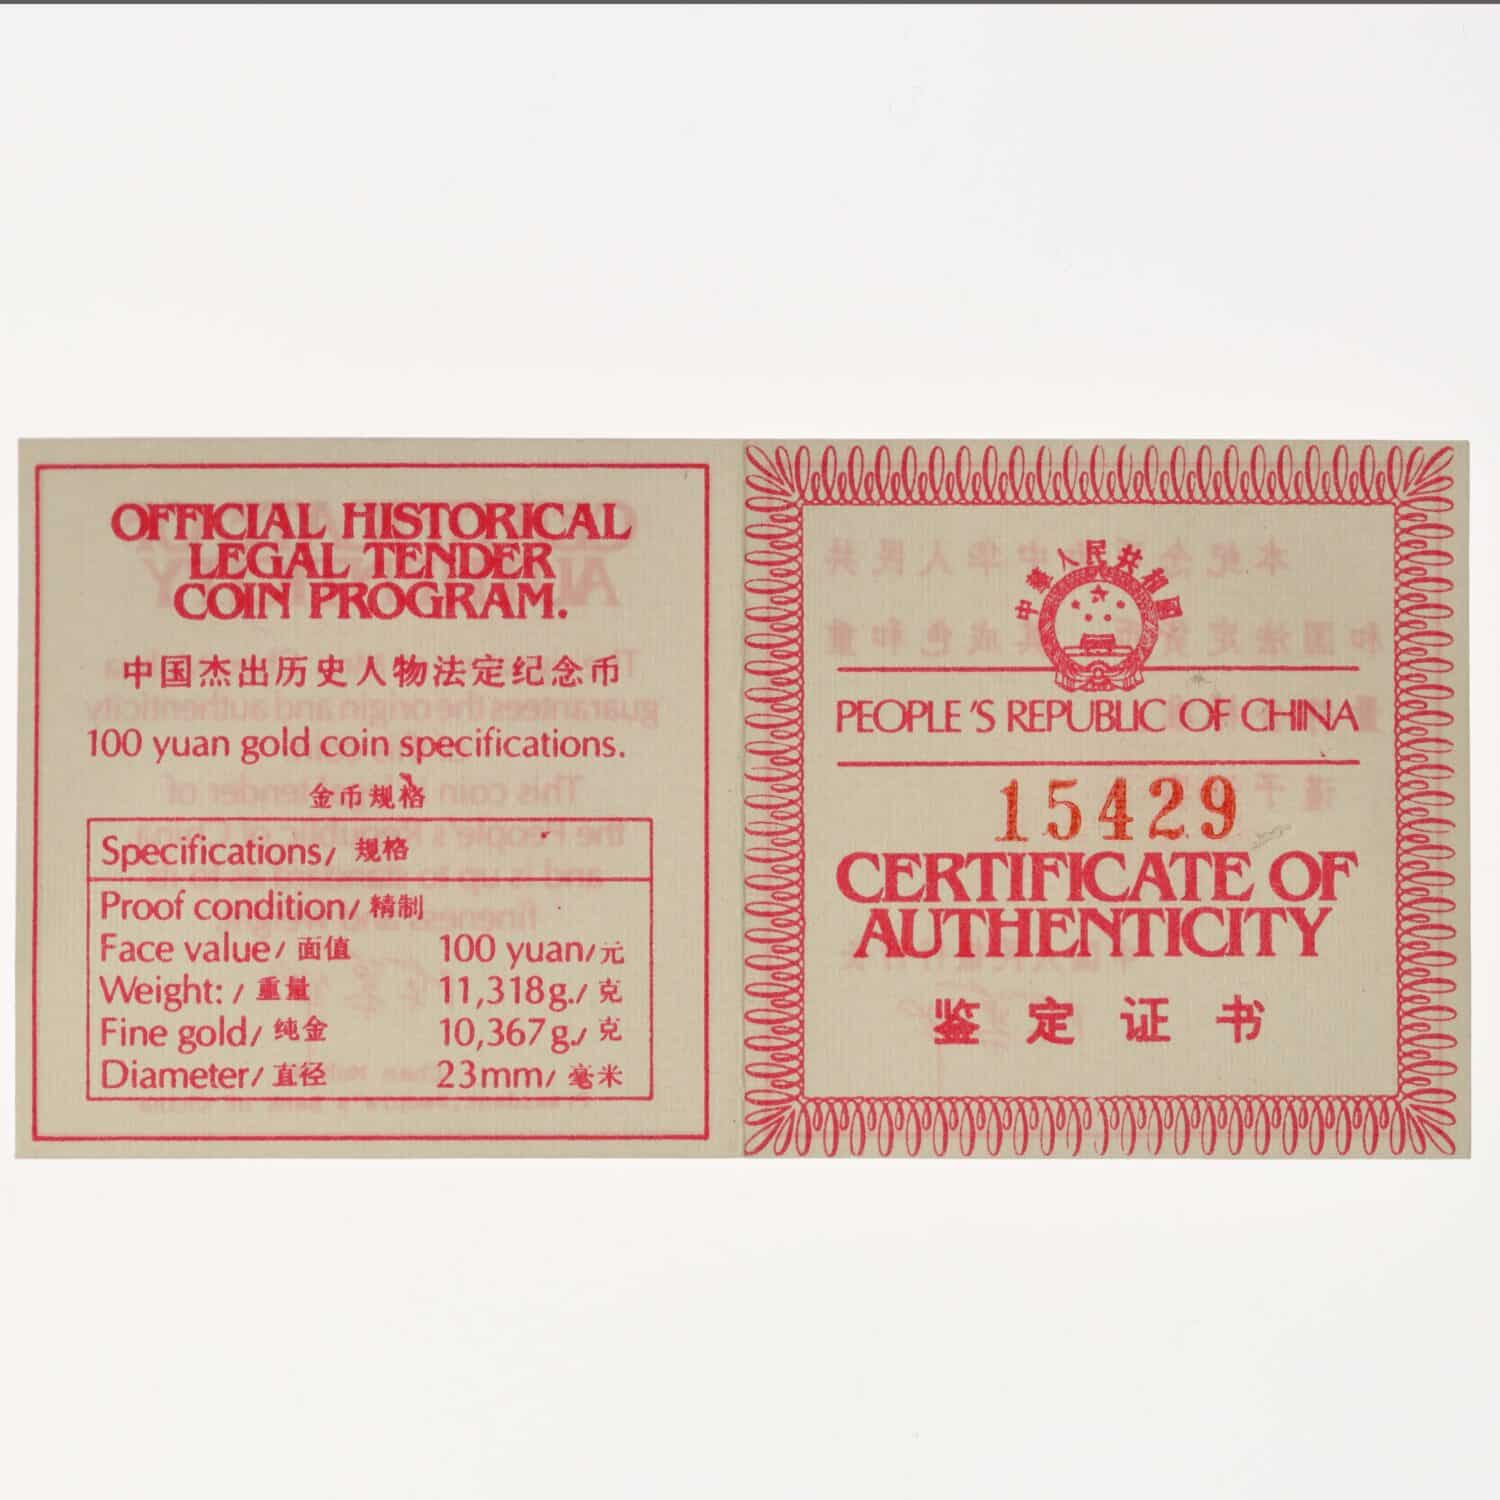 OFFICIAL HISTORICAL
LEGAL TENDER
COIN PROGRAM.
中国杰出历史人物法定纪念币
100 yuan gold coin specifications.
金币规格
Specifications/ 规格
Proof condition/ 精制
Face value/ 面值 100 yuan/元
Weight: / 重量 11,318g./ 克
Fine gold/ 纯金 10,367g./ 克
Diameter/ 直径 23mm/ 毫米
中华人民共和国
PEOPLE'S REPUBLIC OF CHINA
15429
CERTIFICATE OF
AUTHENTICITY
鉴定证书